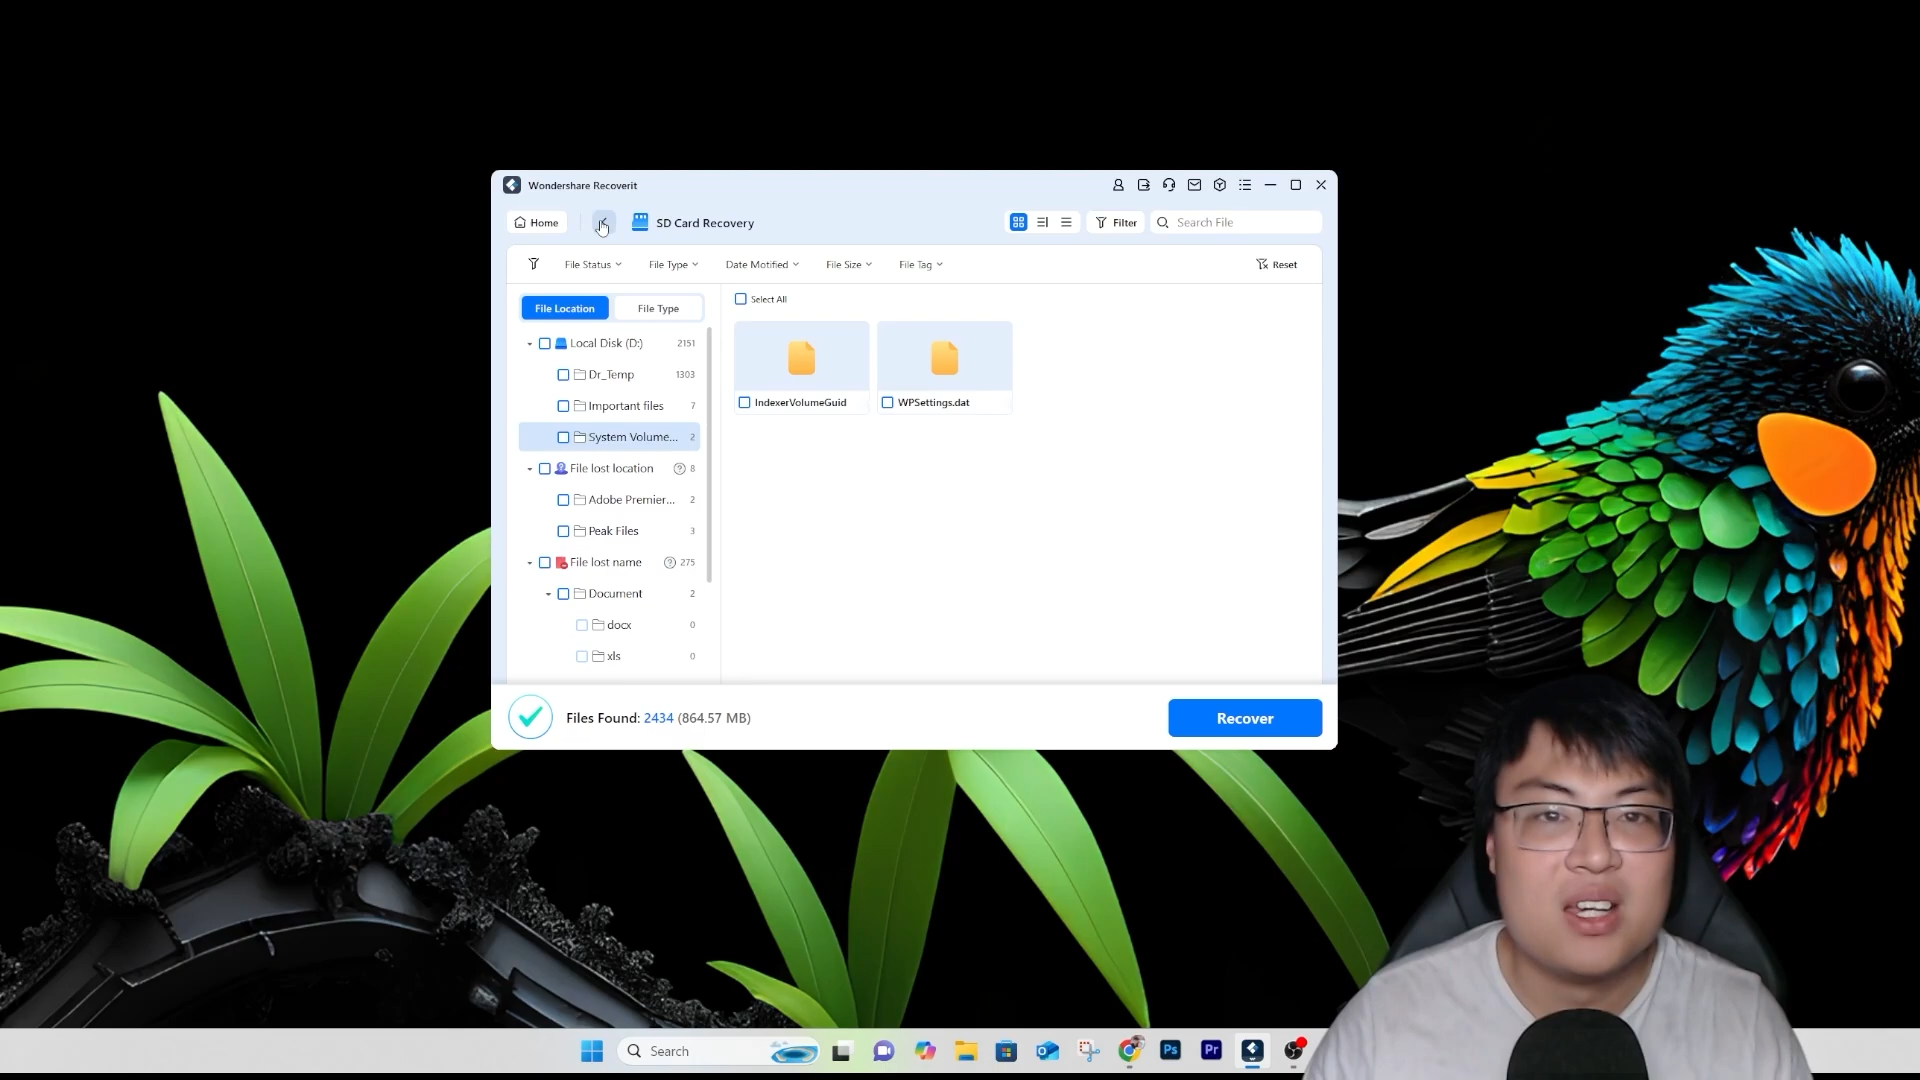 Wondershare Recoverit
Home
SD Card Recovery
Filter
Search File
File Status
File Type
Date Motified
File Size
File Tag
Reset
File Location
File Type
Select All
Local Disk (D:) 2151
Dr_Temp 1303
Important files 7
System Volume... 2
File lost location 8
Adobe Premier... 2
Peak Files 3
File lost name 275
Document 2
docx 0
xls 0
IndexerVolumeGuid
WPSettings.dat
Files Found: 2434 (864.57 MB)
Recover
Search
Ps
Pr